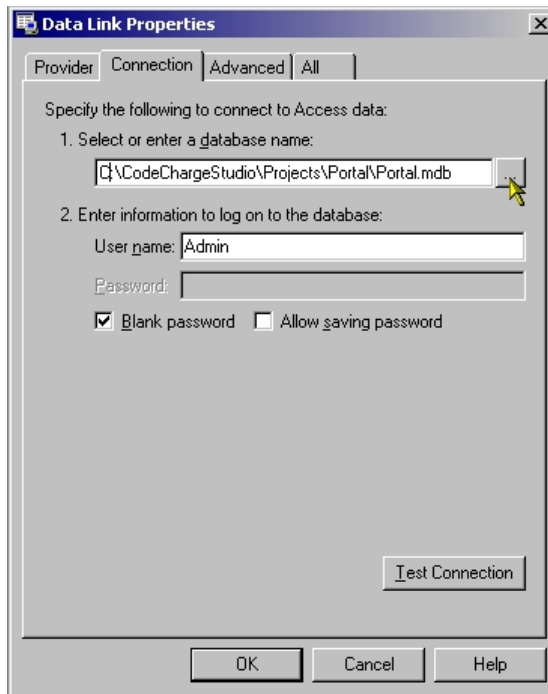 Data Link Properties
Provider Connection Advanced All
Specify the following to connect to Access data:
1. Select or enter a database name:
C:\CodeChargeStudio\Projects\Portal\Portal.mdb ...
2. Enter information to log on to the database:
User name: Admin
Password:
Blank password Allow saving password
Test Connection
OK Cancel Help